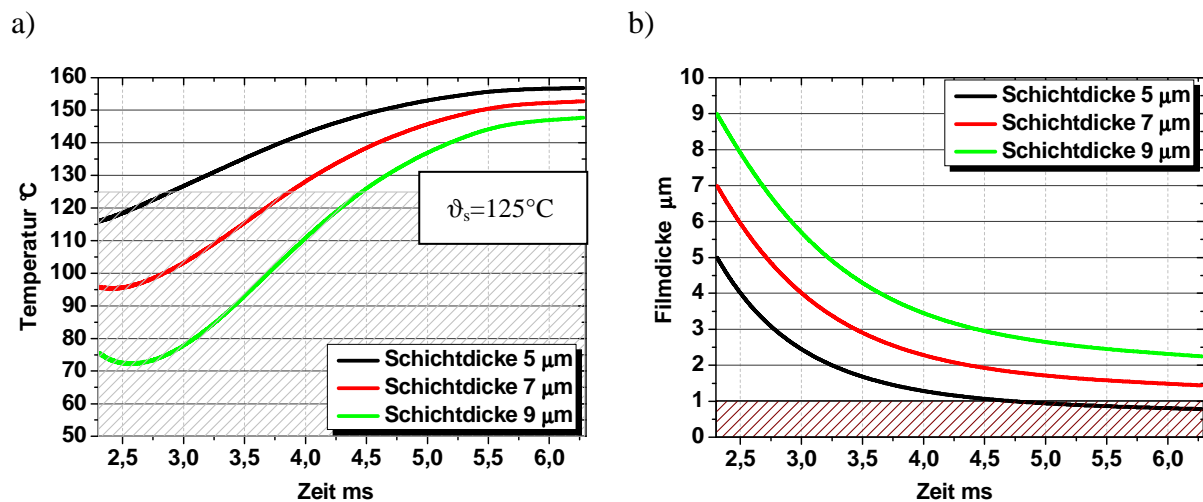 a)
160
150
140
130
120
110
100
90
80
70
60
50
Temperatur °C
ϑs=125°C
Schichtdicke 5 μm
Schichtdicke 7 μm
Schichtdicke 9 μm
2,5 3,0 3,5 4,0 4,5 5,0 5,5 6,0
Zeit ms
b)
10
9
8
7
6
5
4
3
2
1
0
Filmdicke μm
Schichtdicke 5 μm
Schichtdicke 7 μm
Schichtdicke 9 μm
2,5 3,0 3,5 4,0 4,5 5,0 5,5 6,0
Zeit ms